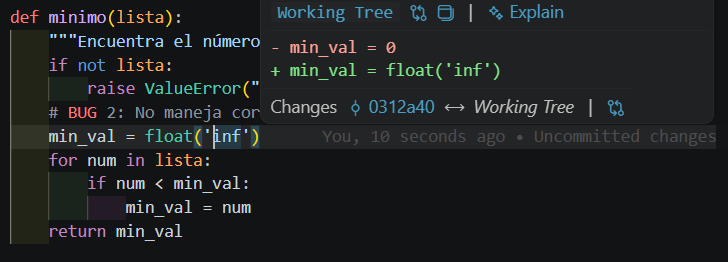 def minimo(lista):
"""Encuentra el número
if not lista:
raise ValueError("
# BUG 2: No maneja cor
min_val = float('inf')
You, 10 seconds ago • Uncommitted changes
for num in lista:
if num < min_val:
min_val = num
return min_val
Working Tree | Explain
- min_val = 0
+ min_val = float('inf')
Changes 0312a40 ↔ Working Tree |